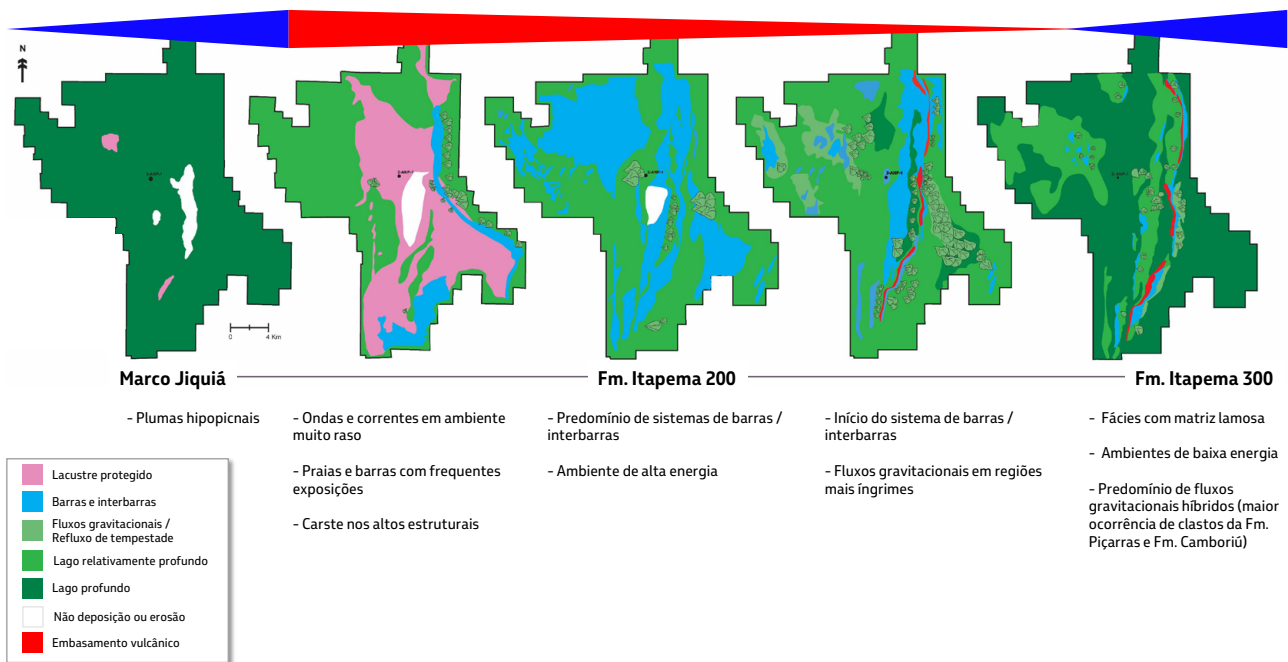 N
0 4 Km
Marco Jiquiá
Fm. Itapema 200
Fm. Itapema 300
- Plumas hipopicnais
- Ondas e correntes em ambiente
muito raso
- Praias e barras com frequentes
exposições
- Carste nos altos estruturais
- Predomínio de sistemas de barras /
interbarras
- Ambiente de alta energia
- Início do sistema de barras /
interbarras
- Fluxos gravitacionais em regiões
mais íngrimes
- Fácies com matriz lamosa
- Ambientes de baixa energia
- Predomínio de fluxos
gravitacionais híbridos (maior
ocorrência de clastos da Fm.
Piçarras e Fm. Camboriú)
Lacustre protegido
Barras e interbarras
Fluxos gravitacionais /
Refluxo de tempestade
Lago relativamente profundo
Lago profundo
Não deposição ou erosão
Embasamento vulcânico